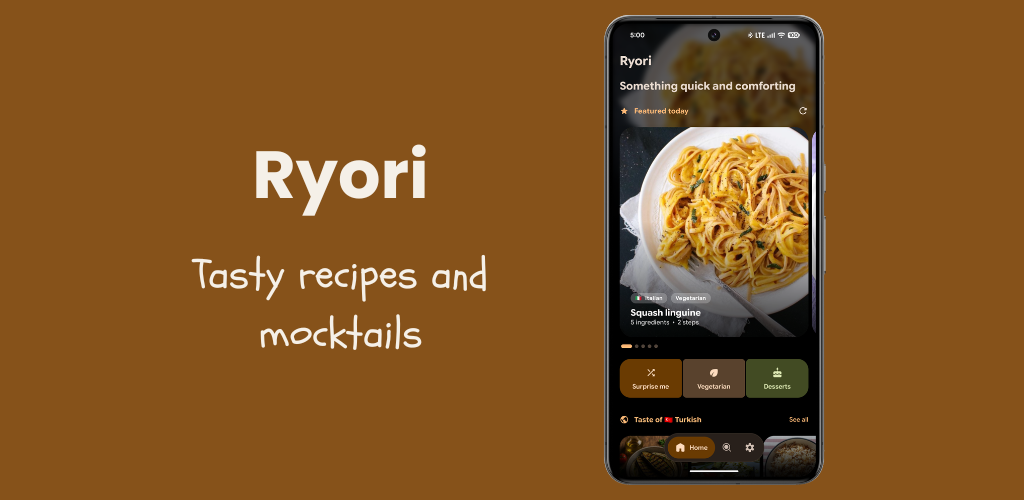 Ryori
Tasty recipes and
mocktails
5:00
LTE
100
Ryori
Something quick and comforting
Featured today
Italian
Vegetarian
Squash linguine
5 ingredients • 2 steps
Surprise me
Vegetarian
Desserts
Taste of 🇹🇷 Turkish
See all
Home